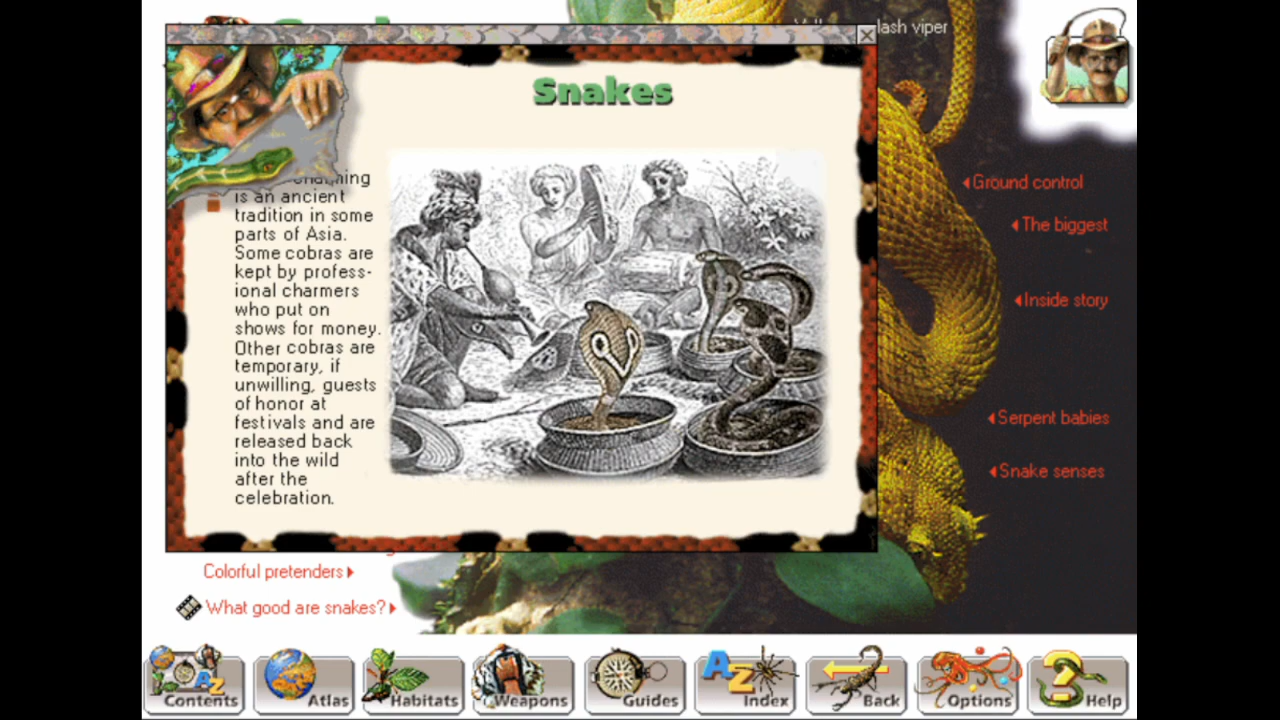 lash viper
Snakes
is an ancient
tradition in some
parts of Asia.
Some cobras are
kept by profess-
ional charmers
who put on
shows for money.
Other cobras are
temporary, if
unwilling, guests
of honor at
festivals and are
released back
into the wild
after the
celebration.
Ground control
The biggest
Inside story
Serpent babies
Snake senses
Colorful pretenders
What good are snakes?
Contents
Atlas
Habitats
Weapons
Guides
AZ
Index
Back
Options
?
Help